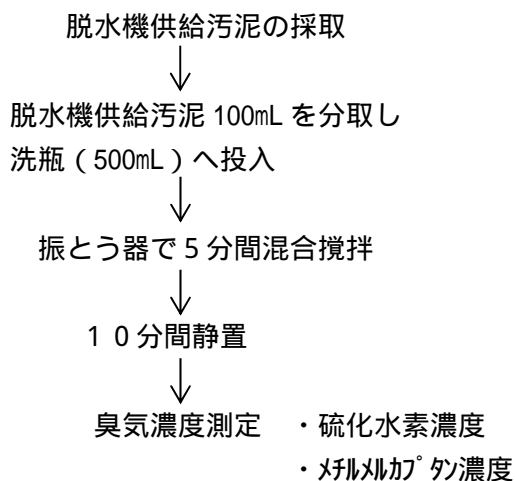 脱水機供給汚泥の採取
脱水機供給汚泥 100mL を分取し
洗瓶（500mL）へ投入
振とう器で５分間混合撹拌
１０分間静置
臭気濃度測定　・硫化水素濃度
・ﾒﾁﾙﾒﾙｶﾌﾟﾀﾝ濃度